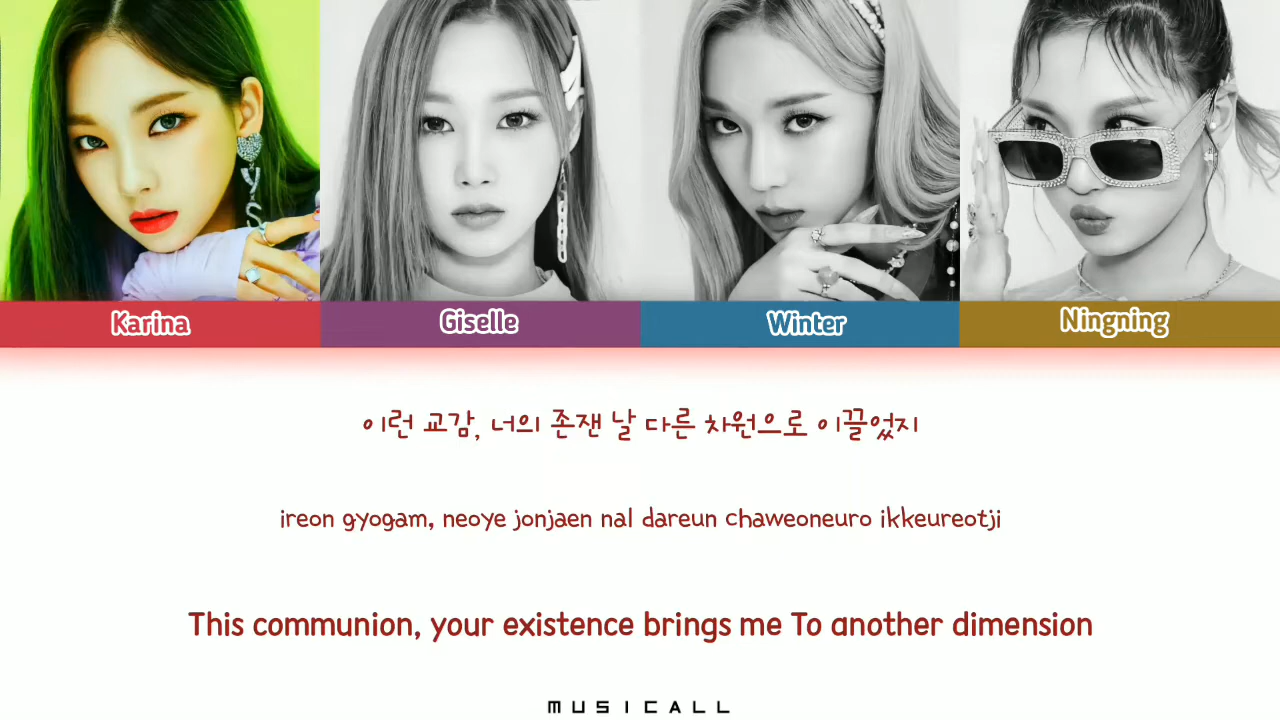 Karina
Giselle
Winter
Ningning
이런 교감, 너의 존잰 날 다른 차원으로 이끌었지
ireon gyogam, neoye jonjaen nal dareun chaweoneuro ikkeureotji
This communion, your existence brings me To another dimension
MUSICALL